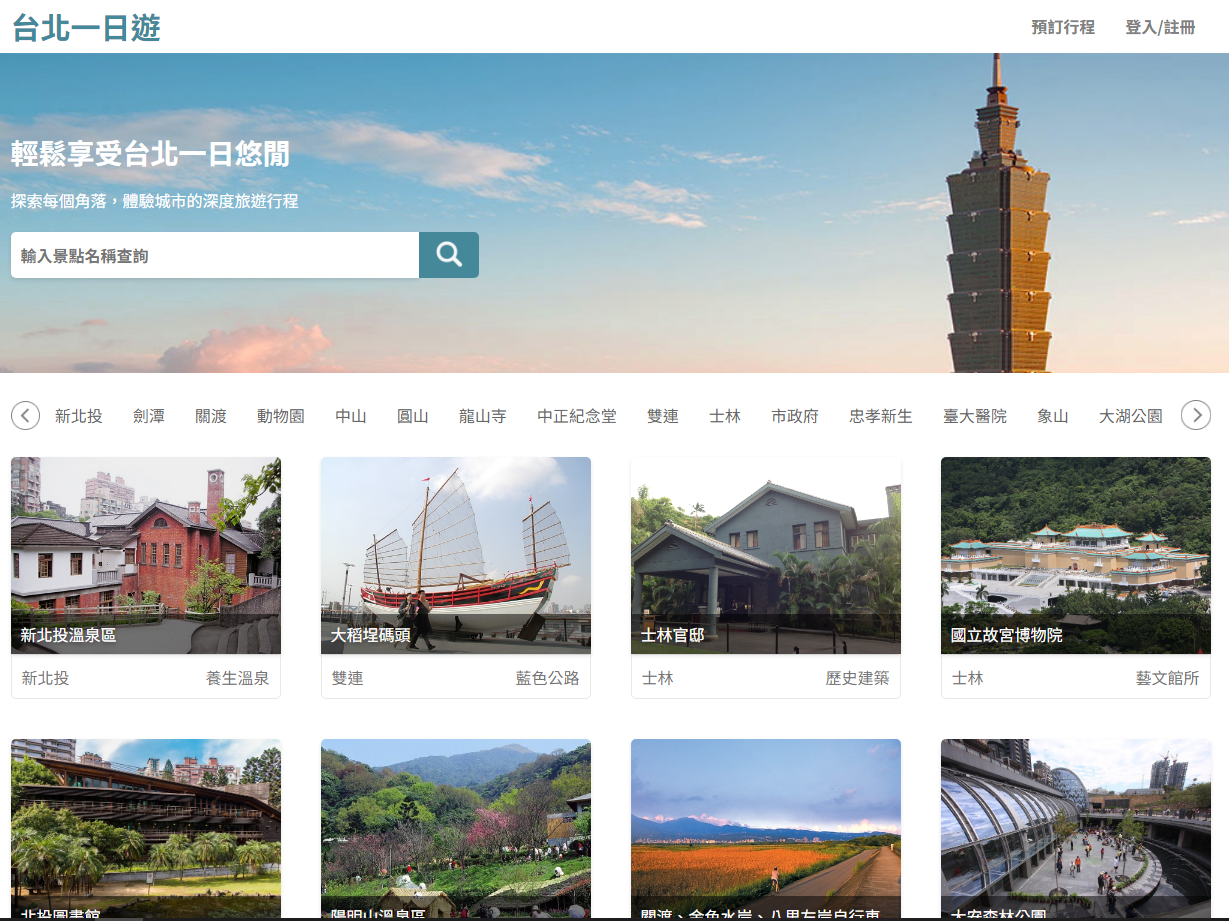 台北一日遊
預訂行程 登入/註冊
輕鬆享受台北一日悠閒
探索每個角落，體驗城市的深度旅遊行程
輸入景點名稱查詢
新北投 劍潭 關渡 動物園 中山 圓山 龍山寺 中正紀念堂 雙連 士林 市政府 忠孝新生 臺大醫院 象山 大湖公園
新北投溫泉區
新北投 養生溫泉
大稻埕碼頭
雙連 藍色公路
士林官邸
士林 歷史建築
國立故宮博物院
士林 藝文館所
北投圖書館
陽明山溫泉區
關渡、金色水岸、八里左岸自行車
大安森林公園